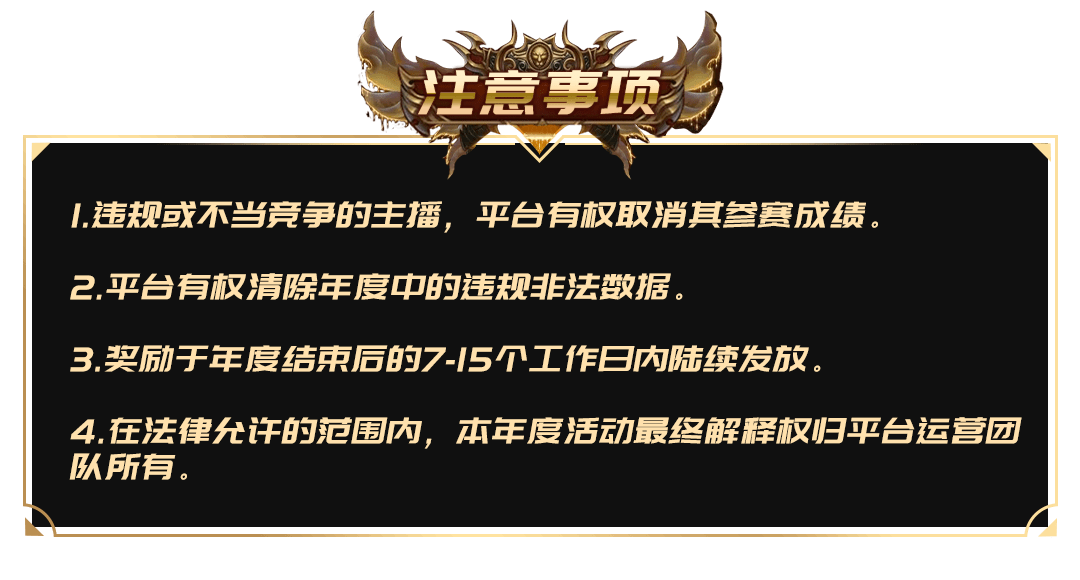 注意事项
1.违规或不当竞争的主播，平台有权取消其参赛成绩。
2.平台有权清除年度中的违规非法数据。
3.奖励于年度结束后的7-15个工作日内陆续发放。
4.在法律允许的范围内，本年度活动最终解释权归平台运营团
队所有。